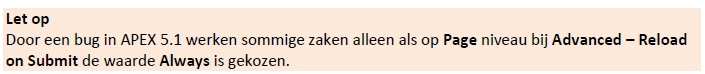 Let op
Door een bug in APEX 5.1 werken sommige zaken alleen als op Page niveau bij Advanced – Reload
on Submit de waarde Always is gekozen.